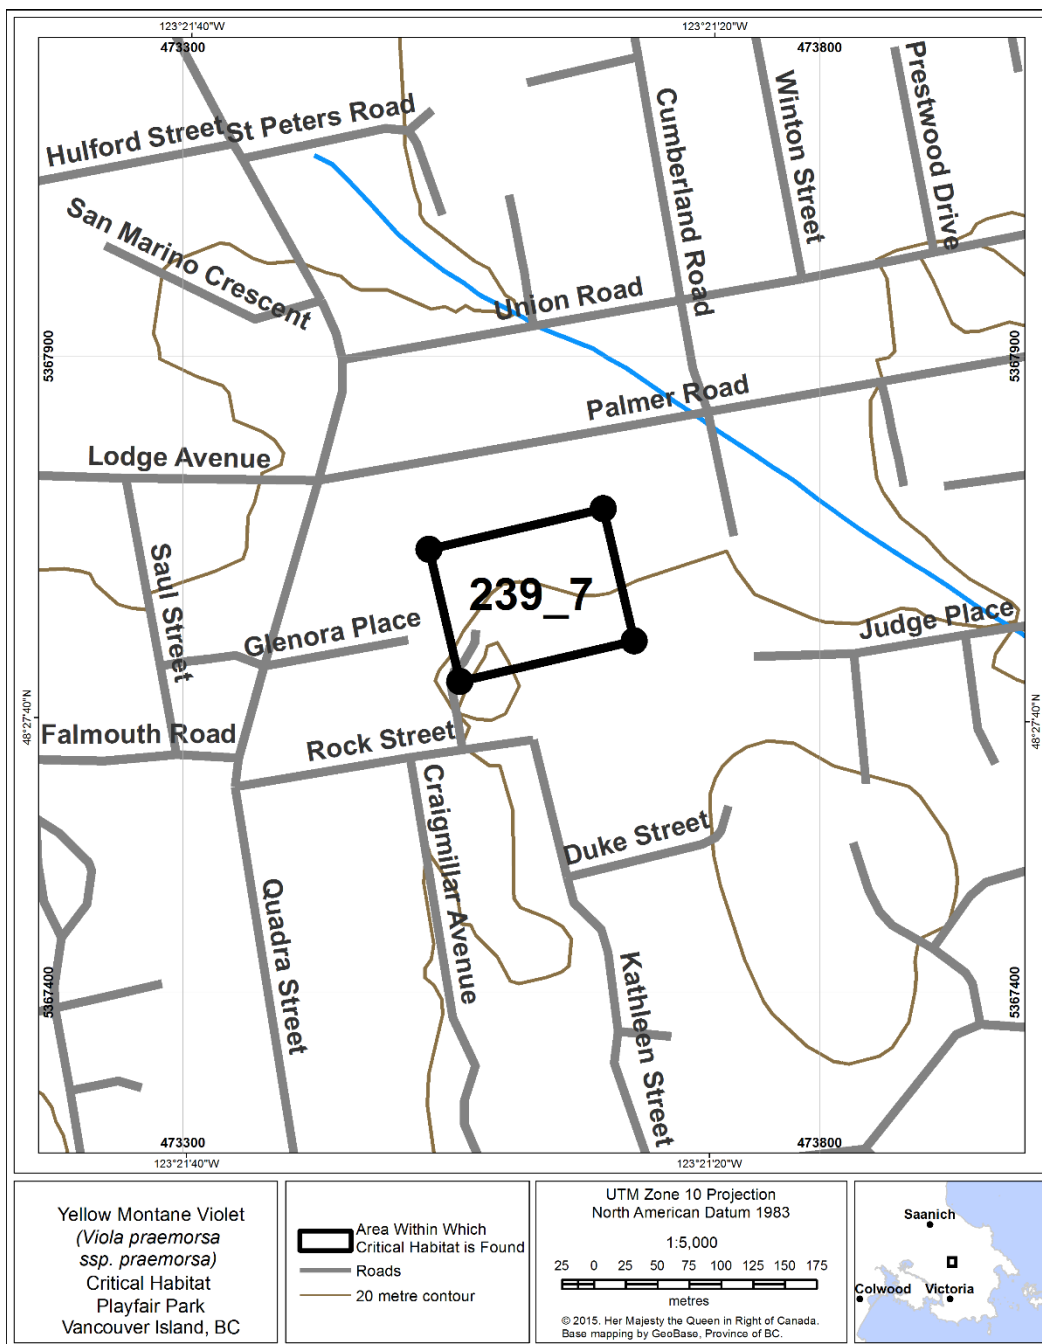 123°21'40"W
123°21'20"W
473300
473800
Hulford Street
St Peters Road
San Marino Crescent
Cumberland Road
Winton Street
Prestwood Drive
Union Road
5367900
5367900
Palmer Road
Lodge Avenue
Saul Street
239_7
Glenora Place
Judge Place
48°27'40"N
48°27'40"N
Falmouth Road
Rock Street
Craigmillar Avenue
Duke Street
Quadra Street
Kathleen Street
5367400
5367400
473300
473800
123°21'40"W
123°21'20"W
Yellow Montane Violet
(Viola praemorsa
ssp. praemorsa)
Critical Habitat
Playfair Park
Vancouver Island, BC
Area Within Which
Critical Habitat is Found
Roads
20 metre contour
UTM Zone 10 Projection
North American Datum 1983
1:5,000
25 0 25 50 75 100 125 150 175
metres
© 2015. Her Majesty the Queen in Right of Canada.
Base mapping by GeoBase, Province of BC.
Saanich
Colwood
Victoria